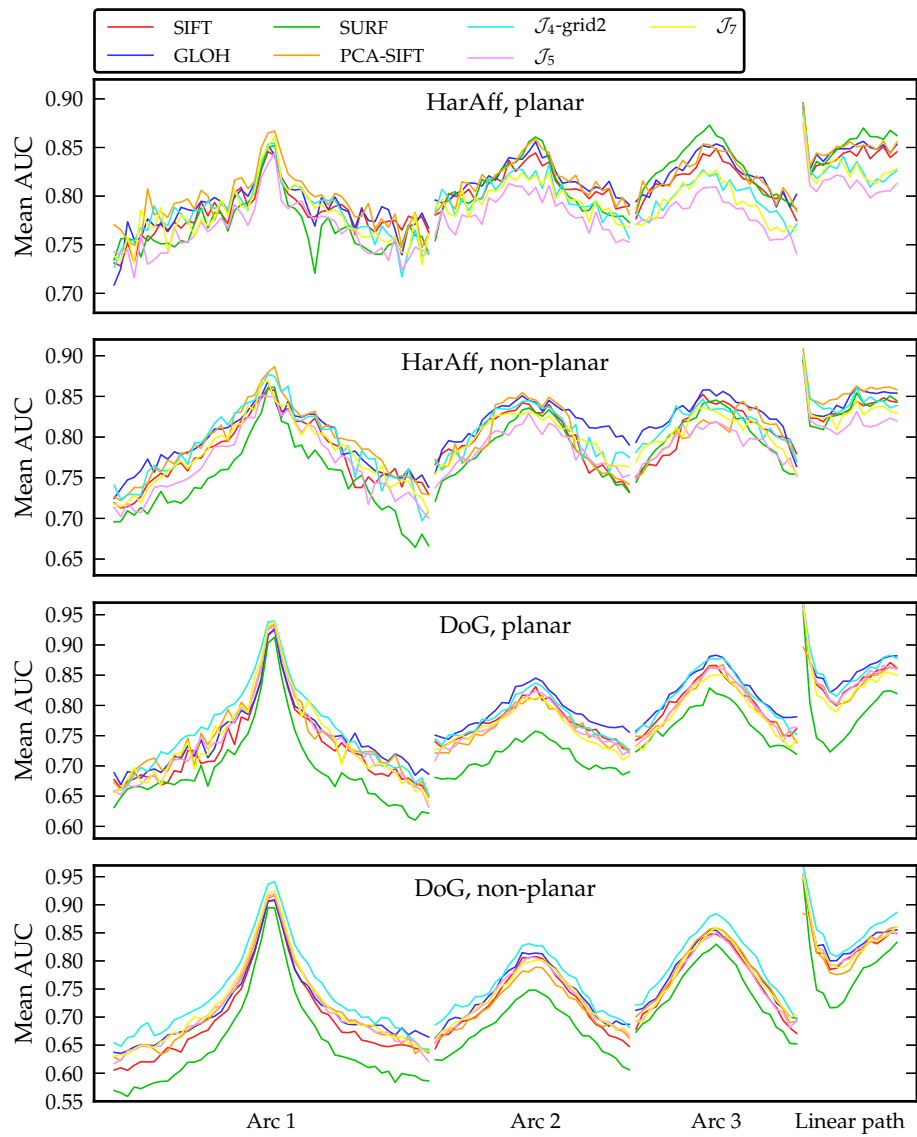 SIFT SURF 𝒥₄-grid2 𝒥₇
GLOH PCA-SIFT 𝒥₅
HarAff, planar
0.90
0.85
0.80
0.75
0.70
Mean AUC
HarAff, non-planar
0.90
0.85
0.80
0.75
0.70
0.65
Mean AUC
DoG, planar
0.95
0.90
0.85
0.80
0.75
0.70
0.65
0.60
Mean AUC
DoG, non-planar
0.95
0.90
0.85
0.80
0.75
0.70
0.65
0.60
0.55
Mean AUC
Arc 1 Arc 2 Arc 3 Linear path